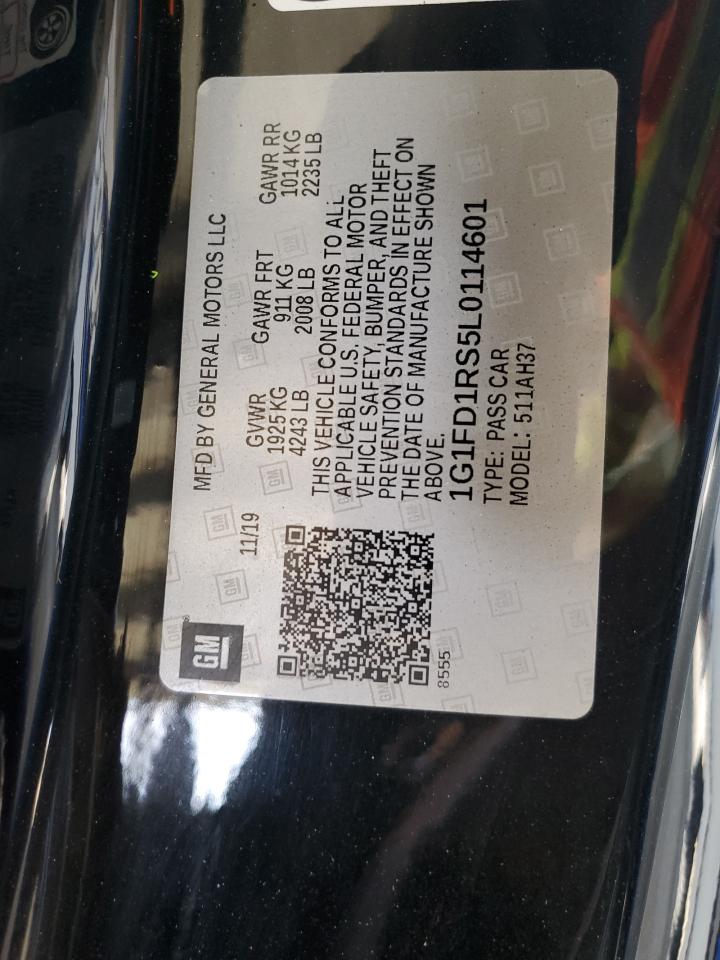 GM
MFD BY GENERAL MOTORS LLC
11/19
GVWR
1925 KG
4243 LB
GAWR FRT
911 KG
2008 LB
GAWR RR
1014 KG
2235 LB
THIS VEHICLE CONFORMS TO ALL
APPLICABLE U.S. FEDERAL MOTOR
VEHICLE SAFETY, BUMPER, AND THEFT
PREVENTION STANDARDS IN EFFECT ON
THE DATE OF MANUFACTURE SHOWN
ABOVE.
1G1FD1RS5L0114601
TYPE: PASS CAR
MODEL: 511AH37
8555